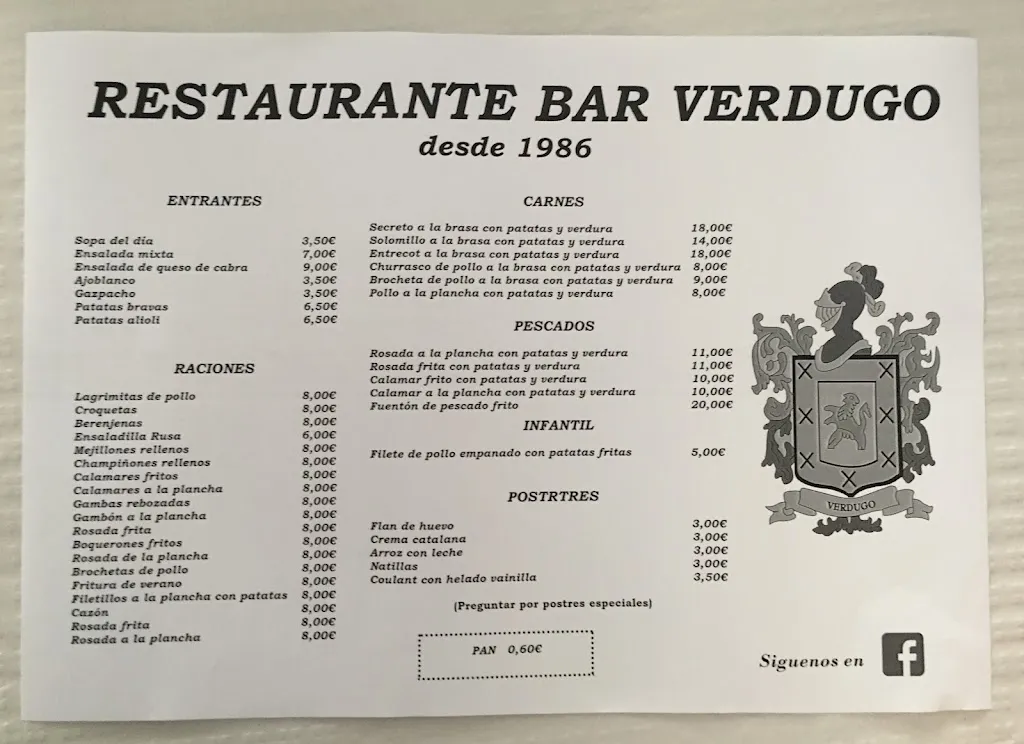 RESTAURANTE BAR VERDUGO
desde 1986
ENTRANTES
Sopa del día 3,50€
Ensalada mixta 7,00€
Ensalada de queso de cabra 9,00€
Ajoblanco 3,50€
Gazpacho 3,50€
Patatas bravas 6,50€
Patatas alioli 6,50€
RACIONES
Lagrimitas de pollo 8,00€
Croquetas 8,00€
Berenjenas 8,00€
Ensaladilla Rusa 6,00€
Mejillones rellenos 8,00€
Champiñones rellenos 8,00€
Calamares fritos 8,00€
Calamares a la plancha 8,00€
Gambas rebozadas 8,00€
Gambón a la plancha 8,00€
Rosada frita 8,00€
Boquerones fritos 8,00€
Rosada de la plancha 8,00€
Brochetas de pollo 8,00€
Fritura de verano 8,00€
Filetillos a la plancha con patatas 8,00€
Cazón 8,00€
Rosada frita 8,00€
Rosada a la plancha 8,00€
CARNES
Secreto a la brasa con patatas y verdura 18,00€
Solomillo a la brasa con patatas y verdura 14,00€
Entrecot a la brasa con patatas y verdura 18,00€
Churrasco de pollo a la brasa con patatas y verdura 8,00€
Brocheta de pollo a la brasa con patatas y verdura 9,00€
Pollo a la plancha con patatas y verdura 8,00€
PESCADOS
Rosada a la plancha con patatas y verdura 11,00€
Rosada frita con patatas y verdura 11,00€
Calamar frito con patatas y verdura 10,00€
Calamar a la plancha con patatas y verdura 10,00€
Fuentón de pescado frito 20,00€
INFANTIL
Filete de pollo empanado con patatas fritas 5,00€
POSTRTRES
Flan de huevo 3,00€
Crema catalana 3,00€
Arroz con leche 3,00€
Natillas 3,00€
Coulant con helado vainilla 3,50€
(Preguntar por postres especiales)
PAN 0,60€
VERDUGO
Siguenos en f